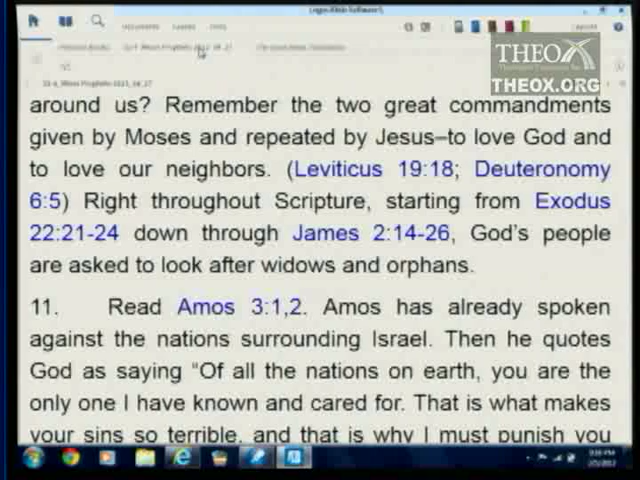 Logos Bible Software 5
THEOX
THEOX.ORG
around us? Remember the two great commandments
given by Moses and repeated by Jesus–to love God and
to love our neighbors. (Leviticus 19:18; Deuteronomy
6:5) Right throughout Scripture, starting from Exodus
22:21-24 down through James 2:14-26, God's people
are asked to look after widows and orphans.
11. Read Amos 3:1,2. Amos has already spoken
against the nations surrounding Israel. Then he quotes
God as saying “Of all the nations on earth, you are the
only one I have known and cared for. That is what makes
your sins so terrible, and that is why I must punish you